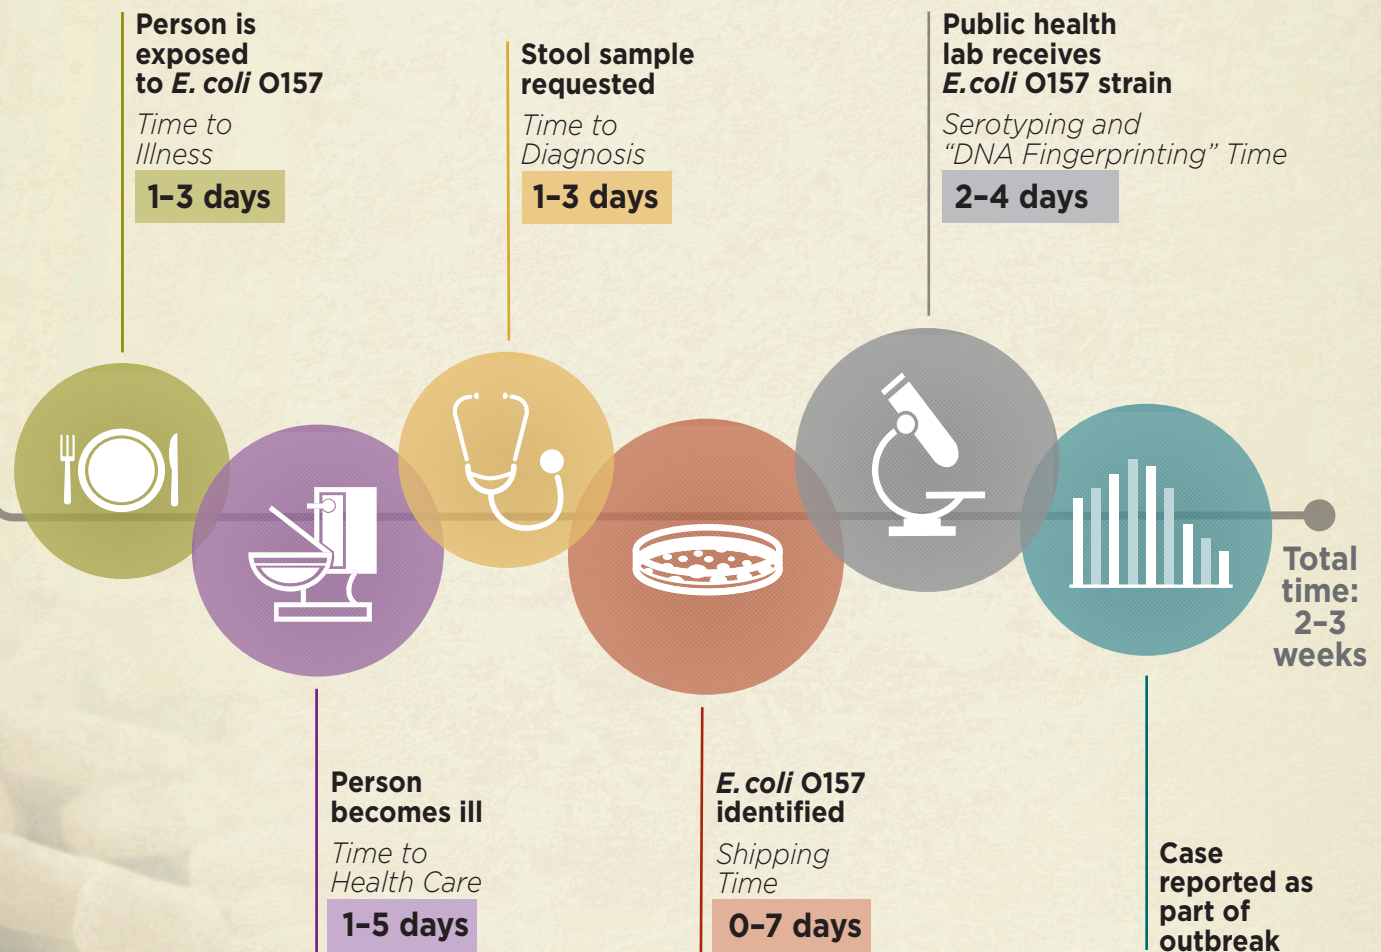 Person is
exposed
to E. coli O157
Time to
Illness
1–3 days
Person
becomes ill
Time to
Health Care
1–5 days
Stool sample
requested
Time to
Diagnosis
1–3 days
E. coli O157
identified
Shipping
Time
0–7 days
Public health
lab receives
E. coli O157 strain
Serotyping and
“DNA Fingerprinting” Time
2–4 days
Case
reported as
part of
outbreak
Total
time:
2–3
weeks